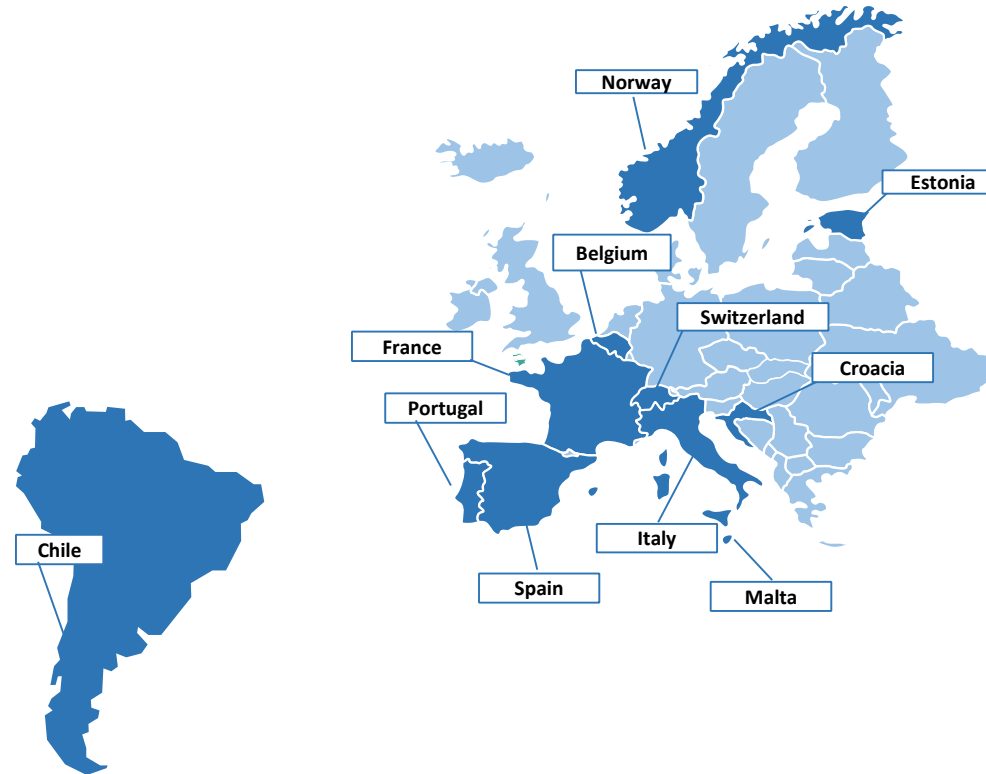 Norway
Estonia
Belgium
Switzerland
France
Croacia
Portugal
Chile
Italy
Spain
Malta